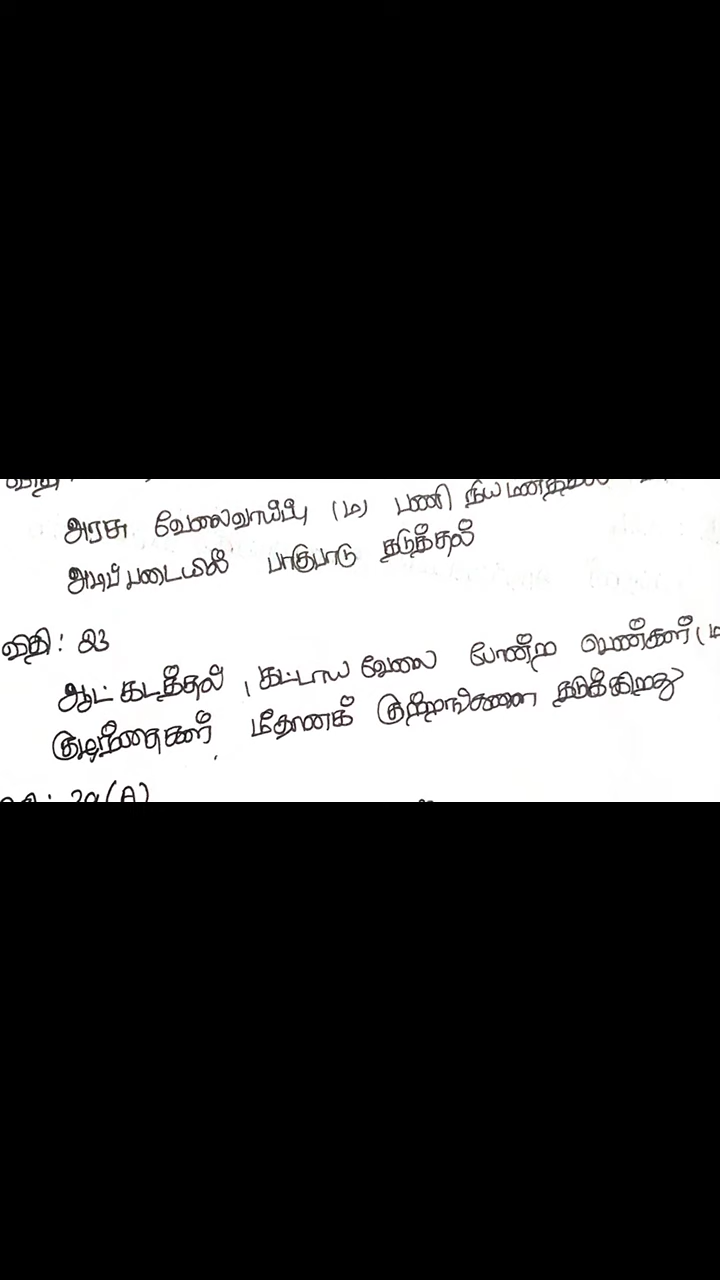 விதி:
அரசு வேலைவாய்ப்பு (ம) பணி நியமனத்தில்
அடிப்படையில் பாகுபாடு தடுத்தல்
விதி: 23
ஆட் கடத்தல், கட்டாய வேலை போன்ற பெண்கள் (ம
குழந்தைகள் மீதானக் குற்றங்களை தடுக்கிறது